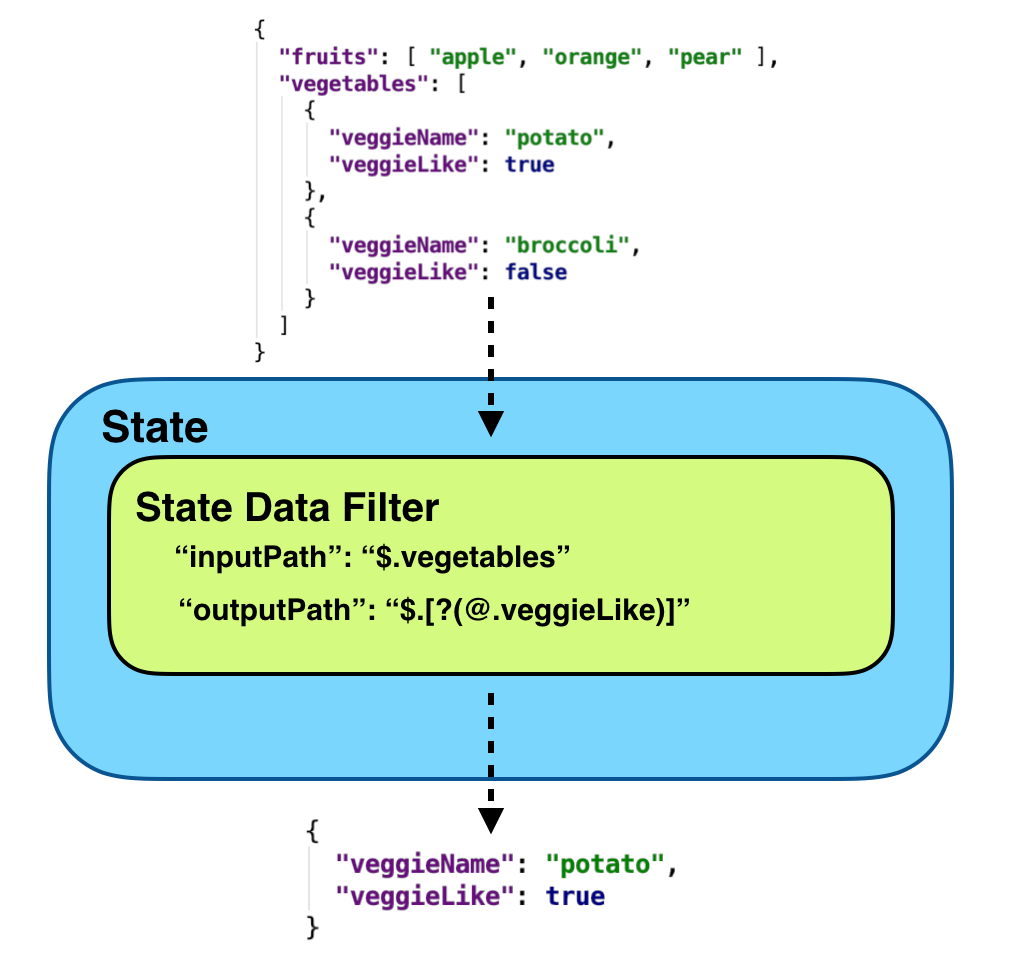 {
"fruits": [ "apple", "orange", "pear" ],
"vegetables": [
{
"veggieName": "potato",
"veggieLike": true
},
{
"veggieName": "broccoli",
"veggieLike": false
}
]
}
State
State Data Filter
“inputPath”: “$.vegetables”
“outputPath”: “$.[?(@.veggieLike)]”
{
"veggieName": "potato",
"veggieLike": true
}